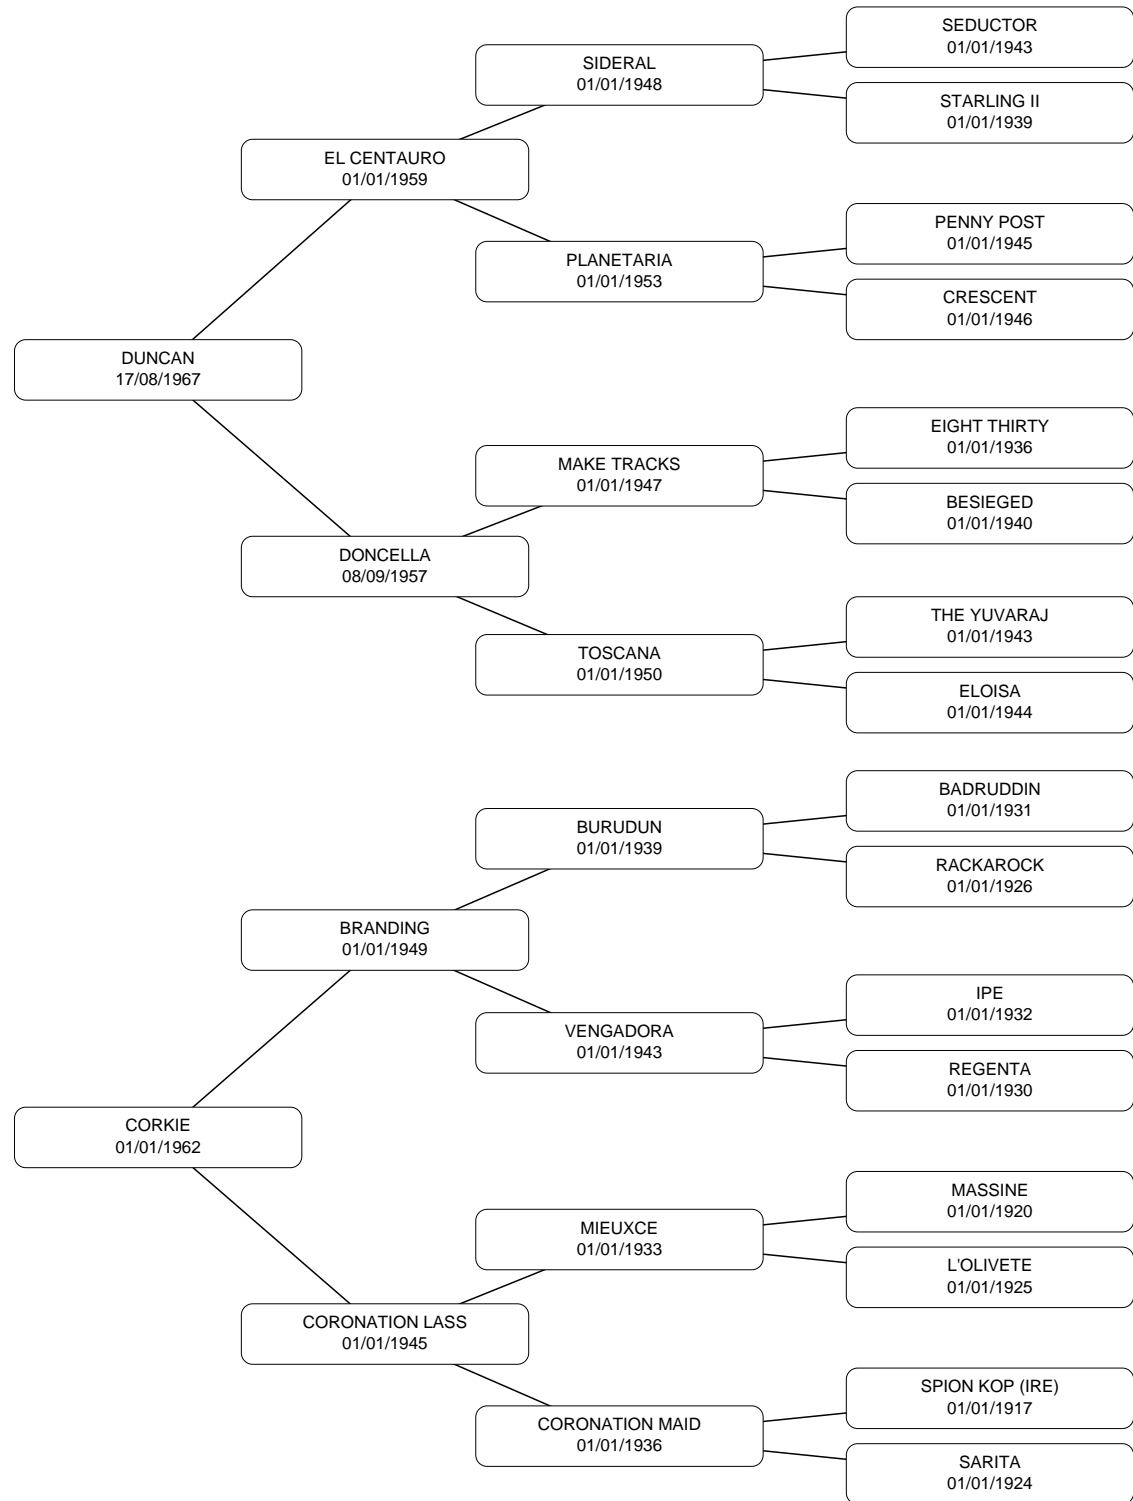 SEDUCTOR
01/01/1943
SIDERAL
01/01/1948
STARLING II
01/01/1939
EL CENTAURO
01/01/1959
PENNY POST
01/01/1945
PLANETARIA
01/01/1953
CRESCENT
01/01/1946
DUNCAN
17/08/1967
EIGHT THIRTY
01/01/1936
MAKE TRACKS
01/01/1947
BESIEGED
01/01/1940
DONCELLA
08/09/1957
THE YUVARAJ
01/01/1943
TOSCANA
01/01/1950
ELOISA
01/01/1944
BADRUDDIN
01/01/1931
BURUDUN
01/01/1939
RACKAROCK
01/01/1926
BRANDING
01/01/1949
IPE
01/01/1932
VENGADORA
01/01/1943
REGENTA
01/01/1930
CORKIE
01/01/1962
MASSINE
01/01/1920
MIEUXCE
01/01/1933
L'OLIVETE
01/01/1925
CORONATION LASS
01/01/1945
SPION KOP (IRE)
01/01/1917
CORONATION MAID
01/01/1936
SARITA
01/01/1924